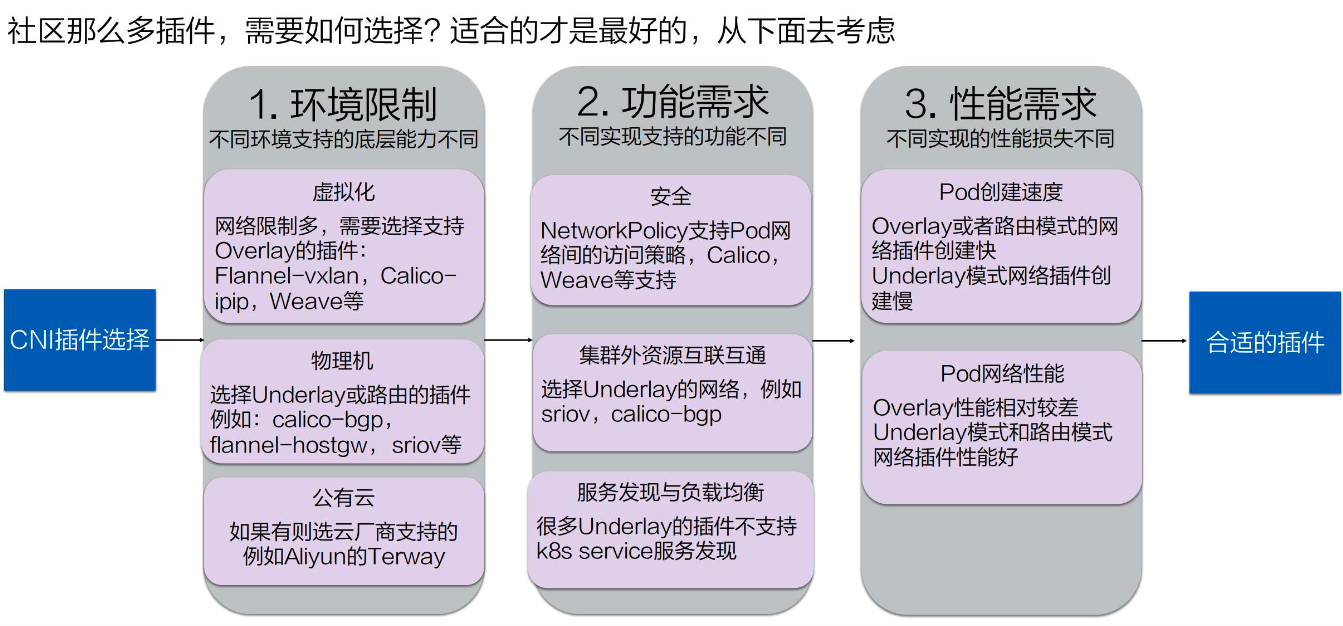 社区那么多插件，需要如何选择？适合的才是最好的，从下面去考虑
CNI插件选择
1. 环境限制
不同环境支持的底层能力不同
虚拟化
网络限制多，需要选择支持
Overlay的插件：
Flannel-vxlan，Calico-
ipip，Weave等
物理机
选择Underlay或路由的插件
例如：calico-bgp，
flannel-hostgw，sriov等
公有云
如果有则选云厂商支持的
例如Aliyun的Terway
2. 功能需求
不同实现支持的功能不同
安全
NetworkPolicy支持Pod网
络间的访问策略，Calico，
Weave等支持
集群外资源互联互通
选择Underlay的网络，例如
sriov，calico-bgp
服务发现与负载均衡
很多Underlay的插件不支持
k8s service服务发现
3. 性能需求
不同实现的性能损失不同
Pod创建速度
Overlay或者路由模式的网
络插件创建快
Underlay模式网络插件创
建慢
Pod网络性能
Overlay性能相对较差
Underlay模式和路由模式
网络插件性能好
合适的插件